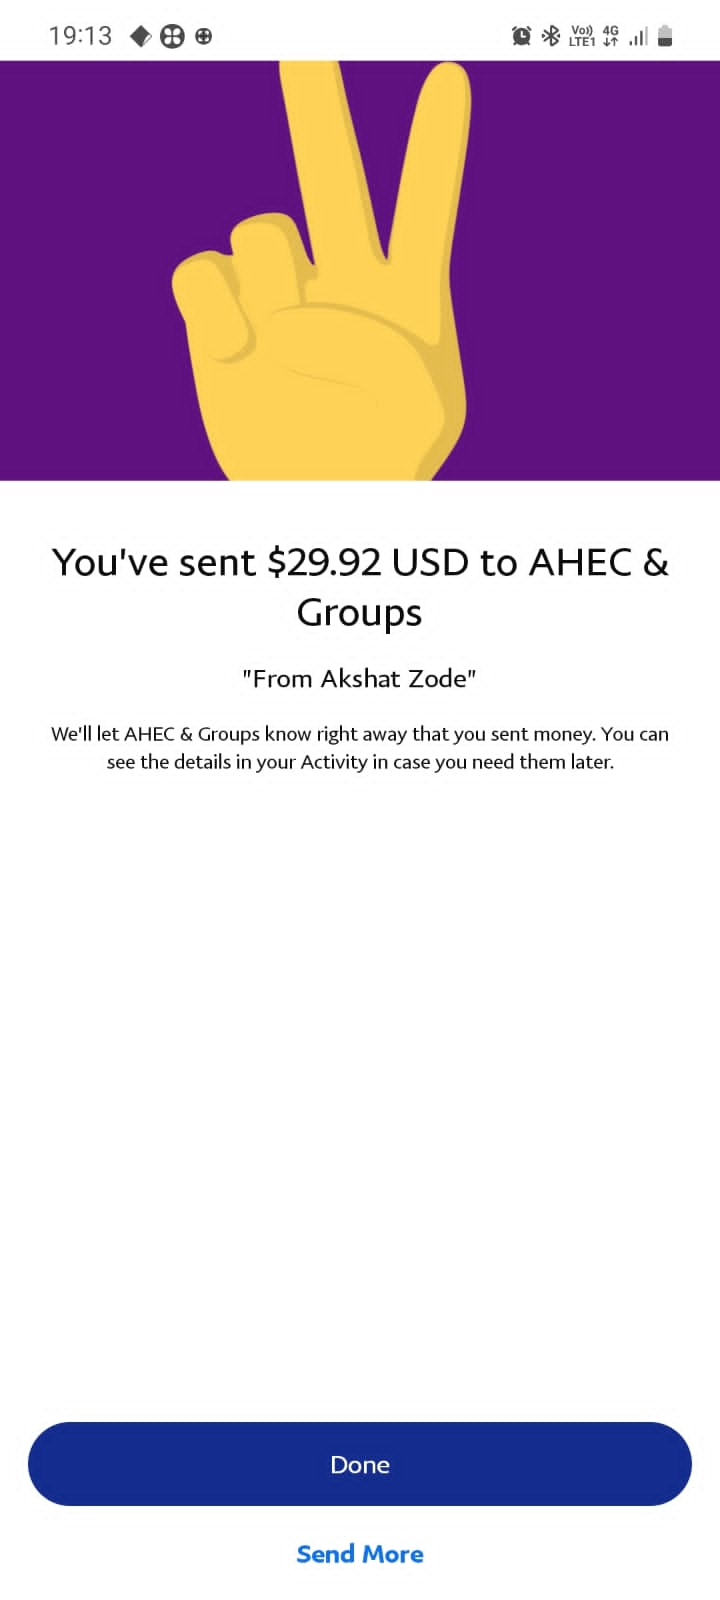 19:13 Vo)) 4G
LTE1
You've sent $29.92 USD to AHEC &
Groups
"From Akshat Zode"
We'll let AHEC & Groups know right away that you sent money. You can
see the details in your Activity in case you need them later.
Done
Send More